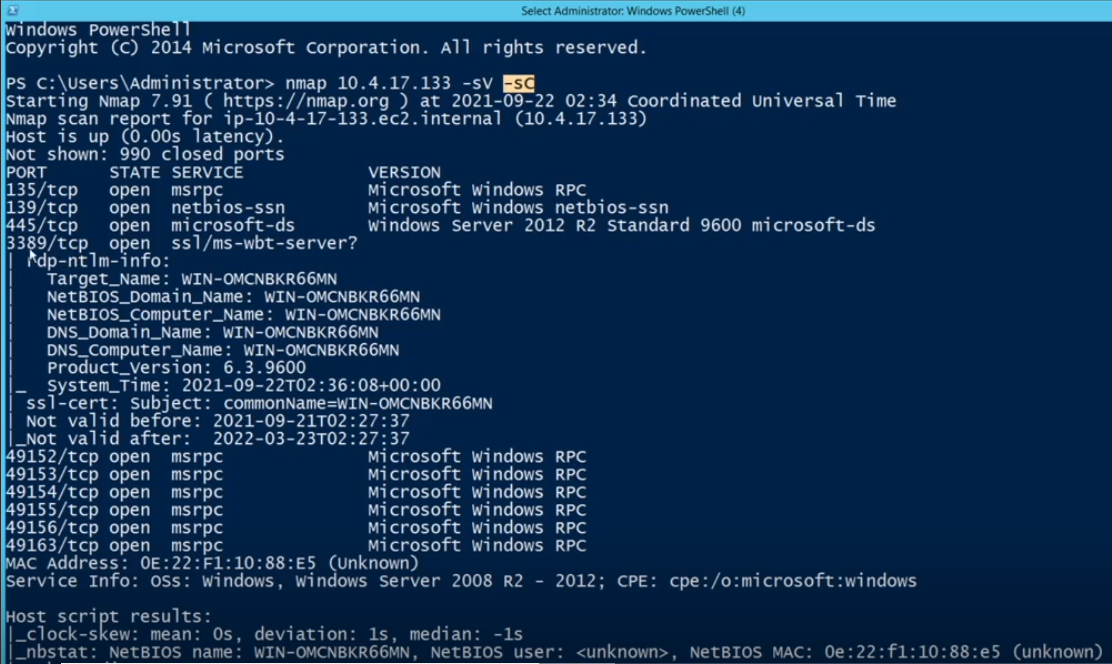 Select Administrator: Windows PowerShell (4)
Windows PowerShell
Copyright (C) 2014 Microsoft Corporation. All rights reserved.
PS C:\Users\Administrator> nmap 10.4.17.133 -sV -sC
Starting Nmap 7.91 ( https://nmap.org ) at 2021-09-22 02:34 Coordinated Universal Time
Nmap scan report for ip-10-4-17-133.ec2.internal (10.4.17.133)
Host is up (0.00s latency).
Not shown: 990 closed ports
PORT      STATE SERVICE            VERSION
135/tcp   open  msrpc              Microsoft Windows RPC
139/tcp   open  netbios-ssn        Microsoft Windows netbios-ssn
445/tcp   open  microsoft-ds       Windows Server 2012 R2 Standard 9600 microsoft-ds
3389/tcp  open  ssl/ms-wbt-server?
| rdp-ntlm-info:
|   Target_Name: WIN-OMCNBKR66MN
|   NetBIOS_Domain_Name: WIN-OMCNBKR66MN
|   NetBIOS_Computer_Name: WIN-OMCNBKR66MN
|   DNS_Domain_Name: WIN-OMCNBKR66MN
|   DNS_Computer_Name: WIN-OMCNBKR66MN
|   Product_Version: 6.3.9600
|_  System_Time: 2021-09-22T02:36:08+00:00
| ssl-cert: Subject: commonName=WIN-OMCNBKR66MN
| Not valid before: 2021-09-21T02:27:37
|_Not valid after:  2022-03-23T02:27:37
49152/tcp open  msrpc              Microsoft Windows RPC
49153/tcp open  msrpc              Microsoft Windows RPC
49154/tcp open  msrpc              Microsoft Windows RPC
49155/tcp open  msrpc              Microsoft Windows RPC
49156/tcp open  msrpc              Microsoft Windows RPC
49163/tcp open  msrpc              Microsoft Windows RPC
MAC Address: 0E:22:F1:10:88:E5 (Unknown)
Service Info: OSs: Windows, Windows Server 2008 R2 - 2012; CPE: cpe:/o:microsoft:windows
Host script results:
|_clock-skew: mean: 0s, deviation: 1s, median: -1s
|_nbstat: NetBIOS name: WIN-OMCNBKR66MN, NetBIOS user: <unknown>, NetBIOS MAC: 0e:22:f1:10:88:e5 (unknown)